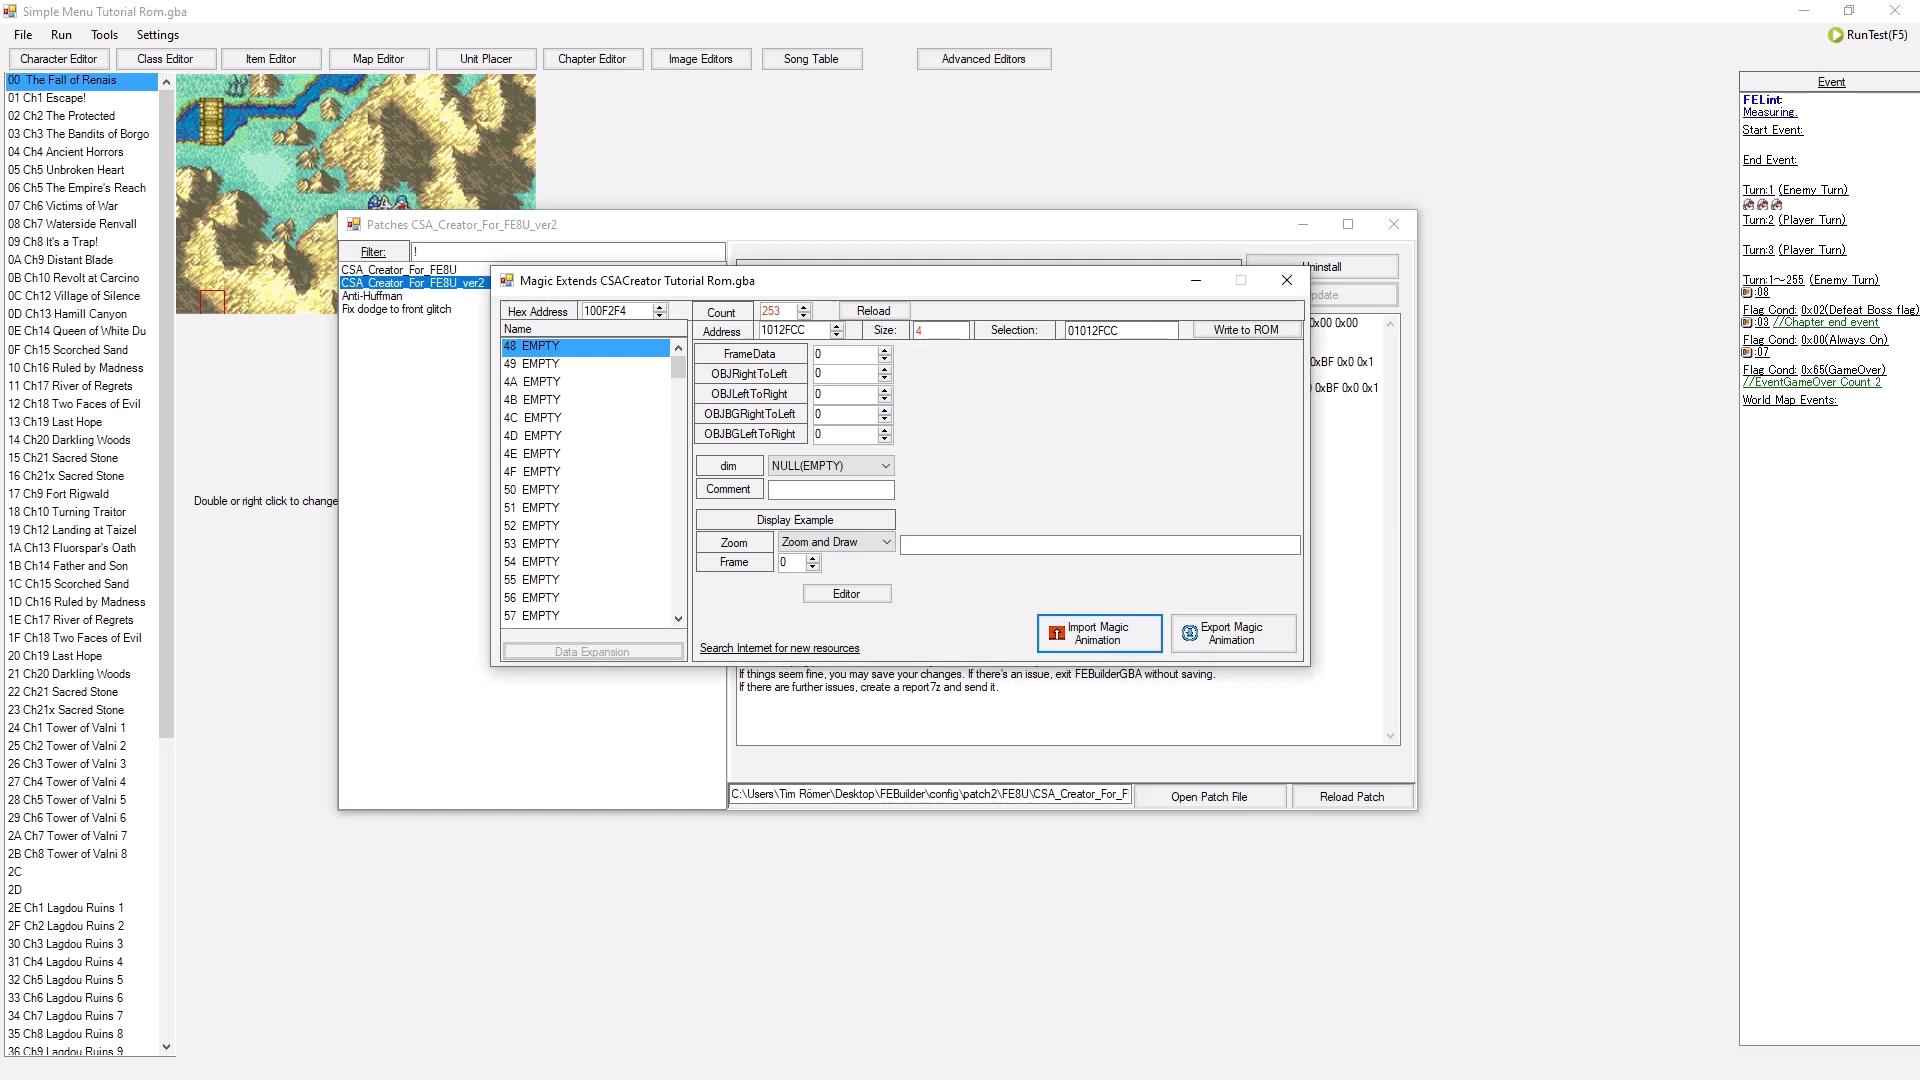 Simple Menu Tutorial Rom.gba
File Run Tools Settings
RunTest(F5)
Character Editor Class Editor Item Editor Map Editor Unit Placer Chapter Editor Image Editors Song Table Advanced Editors
00 The Fall of Renais
01 Ch1 Escape!
02 Ch2 The Protected
03 Ch3 The Bandits of Borgo
04 Ch4 Ancient Horrors
05 Ch5 Unbroken Heart
06 Ch5 The Empire's Reach
07 Ch6 Victims of War
08 Ch7 Waterside Renvall
09 Ch8 It's a Trap!
0A Ch9 Distant Blade
0B Ch10 Revolt at Carcino
0C Ch12 Village of Silence
0D Ch13 Hamill Canyon
0E Ch14 Queen of White Du
0F Ch15 Scorched Sand
10 Ch16 Ruled by Madness
11 Ch17 River of Regrets
12 Ch18 Two Faces of Evil
13 Ch19 Last Hope
14 Ch20 Darkling Woods
15 Ch21 Sacred Stone
16 Ch21x Sacred Stone
17 Ch9 Fort Rigwald
18 Ch10 Turning Traitor
19 Ch12 Landing at Taizel
1A Ch13 Fluorspar's Oath
1B Ch14 Father and Son
1C Ch15 Scorched Sand
1D Ch16 Ruled by Madness
1E Ch17 River of Regrets
1F Ch18 Two Faces of Evil
20 Ch19 Last Hope
21 Ch20 Darkling Woods
22 Ch21 Sacred Stone
23 Ch21x Sacred Stone
24 Ch1 Tower of Valni 1
25 Ch2 Tower of Valni 2
26 Ch3 Tower of Valni 3
27 Ch4 Tower of Valni 4
28 Ch5 Tower of Valni 5
29 Ch6 Tower of Valni 6
2A Ch7 Tower of Valni 7
2B Ch8 Tower of Valni 8
2C
2D
2E Ch1 Lagdou Ruins 1
2F Ch2 Lagdou Ruins 2
30 Ch3 Lagdou Ruins 3
31 Ch4 Lagdou Ruins 4
32 Ch5 Lagdou Ruins 5
33 Ch6 Lagdou Ruins 6
34 Ch7 Lagdou Ruins 7
35 Ch8 Lagdou Ruins 8
36 Ch9 Lagdou Ruins 9
Double or right click to change
Patches CSA_Creator_For_FE8U_ver2
Filter: !
CSA_Creator_For_FE8U
CSA_Creator_For_FE8U_ver2
Anti-Huffman
Fix dodge to front glitch
Uninstall
0x00 0x00
0xBF 0x0 0x1
0xBF 0x0 0x1
If things seem fine, you may save your changes. If there's an issue, exit FEBuilderGBA without saving.
If there are further issues, create a report7z and send it.
C:\Users\Tim Römer\Desktop\FEBuilder\config\patch2\FE8U\CSA_Creator_For_F
Open Patch File
Reload Patch
Magic Extends CSACreator Tutorial Rom.gba
Hex Address 100F2F4 Count 253 Reload
Name
Address 1012FCC Size: 4 Selection: 01012FCC Write to ROM
48 EMPTY
49 EMPTY
4A EMPTY
4B EMPTY
4C EMPTY
4D EMPTY
4E EMPTY
4F EMPTY
50 EMPTY
51 EMPTY
52 EMPTY
53 EMPTY
54 EMPTY
55 EMPTY
56 EMPTY
57 EMPTY
Data Expansion
FrameData 0
OBJRightToLeft 0
OBJLeftToRight 0
OBJBGRightToLeft 0
OBJBGLeftToRight 0
dim NULL(EMPTY)
Comment
Display Example
Zoom Zoom and Draw
Frame 0
Editor
Search Internet for new resources
Import Magic
Animation
Export Magic
Animation
Event
FELint:
Measuring.
Start Event:
End Event:
Turn:1 (Enemy Turn)
Turn:2 (Player Turn)
Turn:3 (Player Turn)
Turn:1~255 (Enemy Turn)
:08
Flag Cond: 0x02(Defeat Boss flag)
:03 //Chapter end event
Flag Cond: 0x00(Always On)
:07
Flag Cond: 0x65(GameOver)
//EventGameOver Count 2
World Map Events: